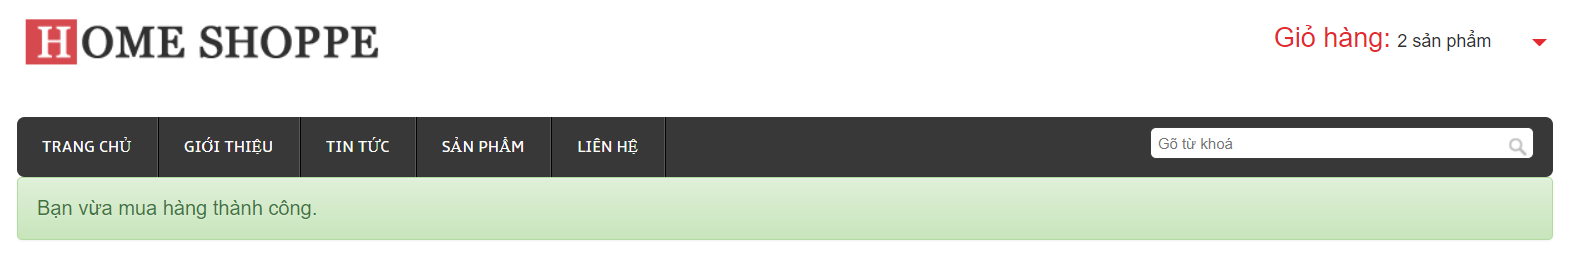 HOME SHOPPE
Giỏ hàng: 2 sản phẩm
TRANG CHỦ GIỚI THIỆU TIN TỨC SẢN PHẨM LIÊN HỆ Gõ từ khoá
Bạn vừa mua hàng thành công.